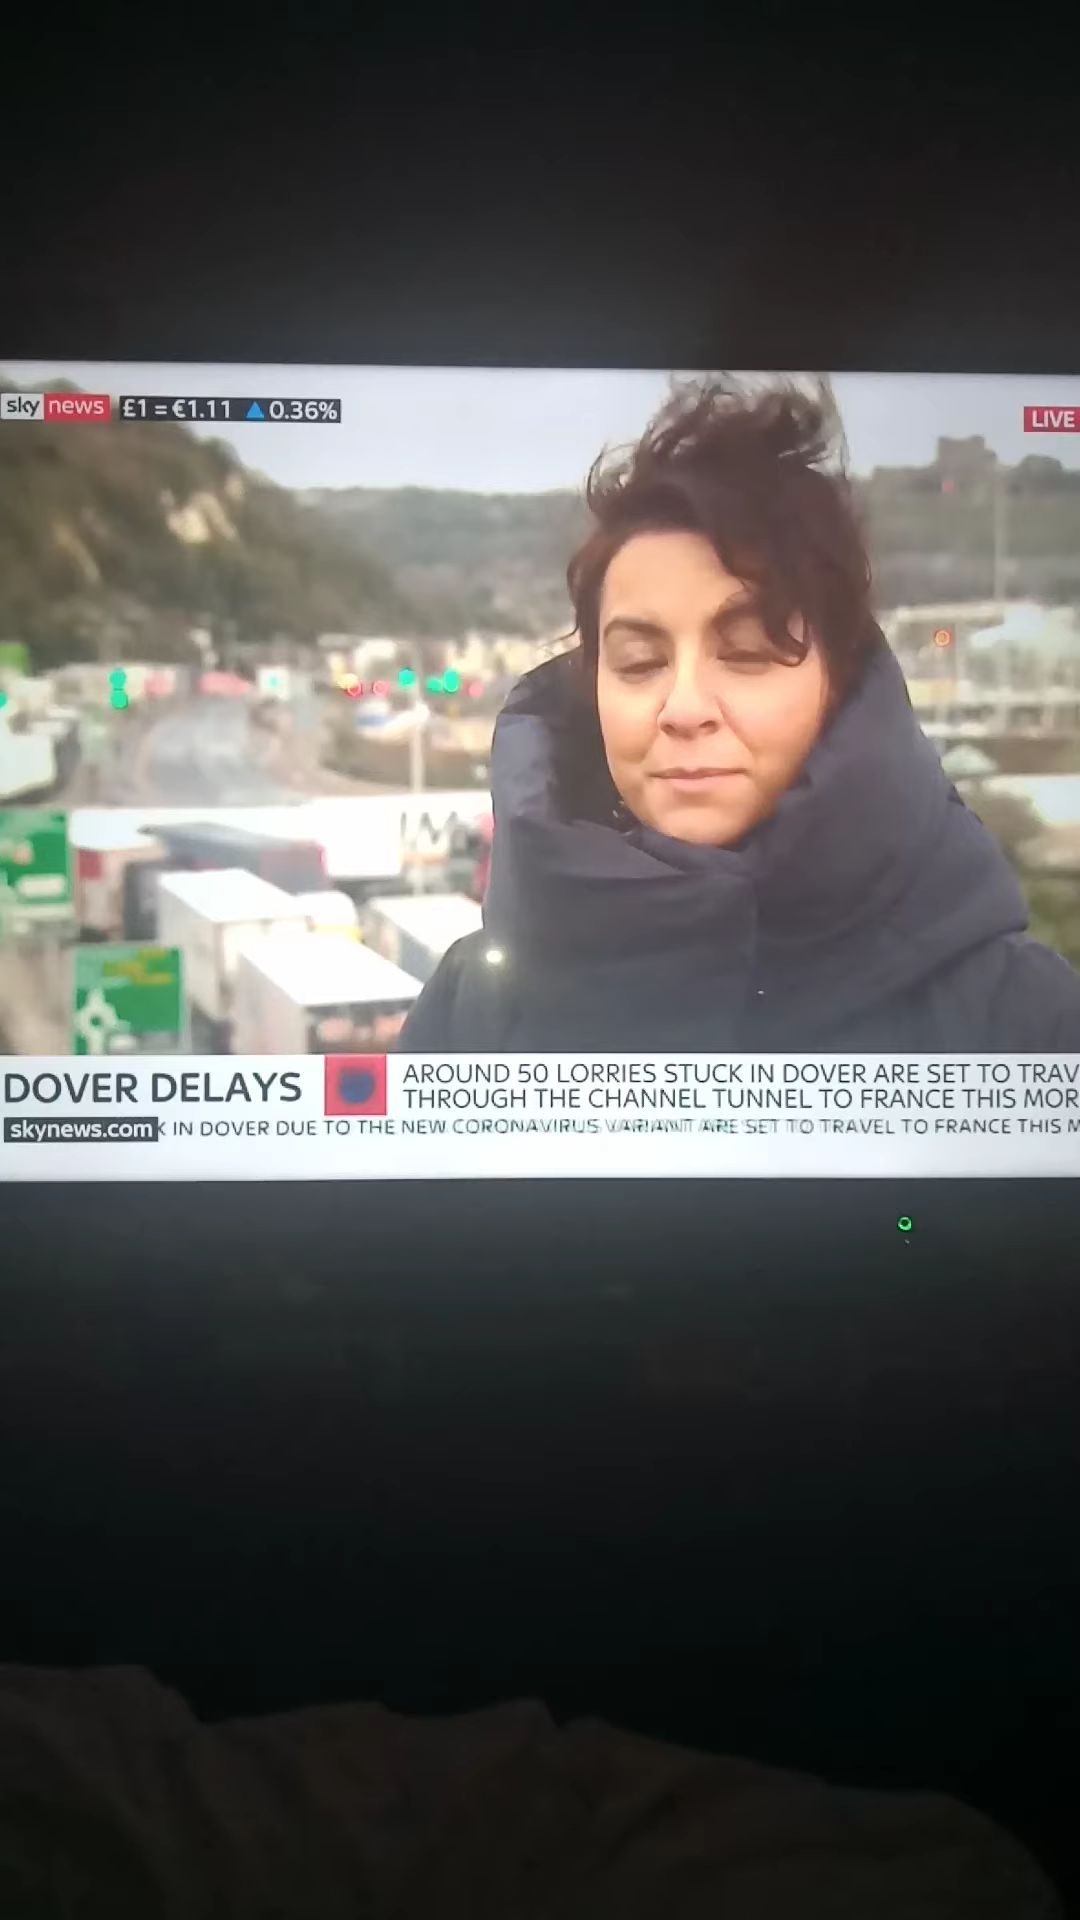 sky news £1 = €1.11 ▲ 0.36%
LIVE
DOVER DELAYS
AROUND 50 LORRIES STUCK IN DOVER ARE SET TO TRAV
THROUGH THE CHANNEL TUNNEL TO FRANCE THIS MOR
skynews.com K IN DOVER DUE TO THE NEW CORONAVIRUS VARIANT ARE SET TO TRAVEL TO FRANCE THIS M